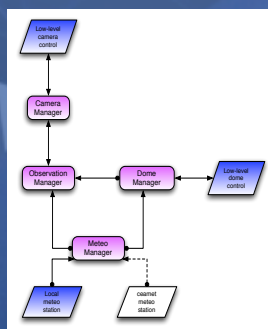 Low-level
camera
control
Camera
Manager
Observation
Manager
Dome
Manager
Low-level
dome
control
Meteo
Manager
Local
meteo
station
ceamet
meteo
station